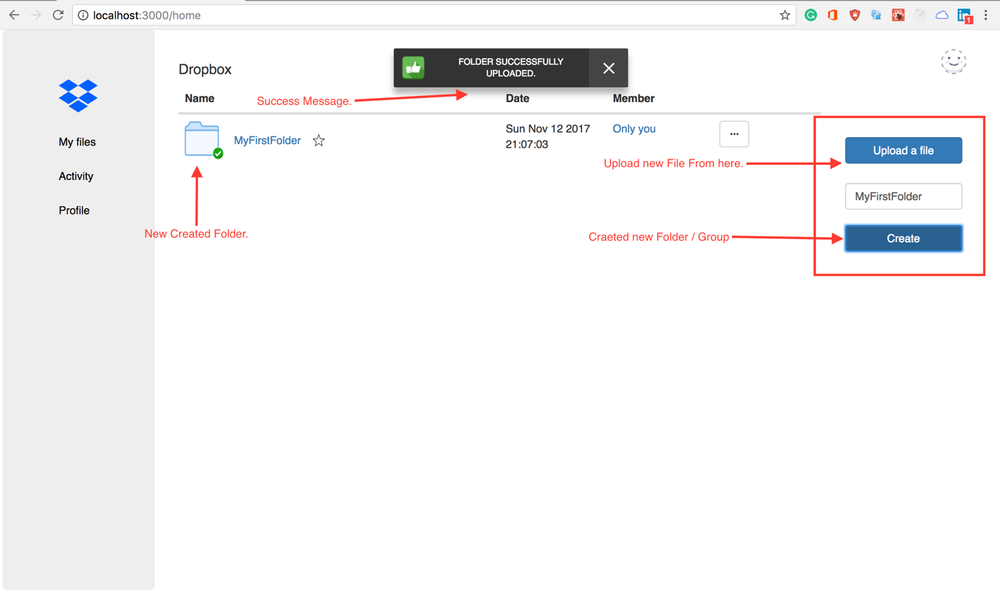 localhost:3000/home
1
Dropbox
FOLDER SUCCESSFULLY
UPLOADED.
Name
Success Message.
Date
Member
My files
Activity
Profile
MyFirstFolder
Sun Nov 12 2017
21:07:03
Only you
...
Upload a file
Upload new File From here.
MyFirstFolder
New Created Folder.
Craeted new Folder / Group
Create